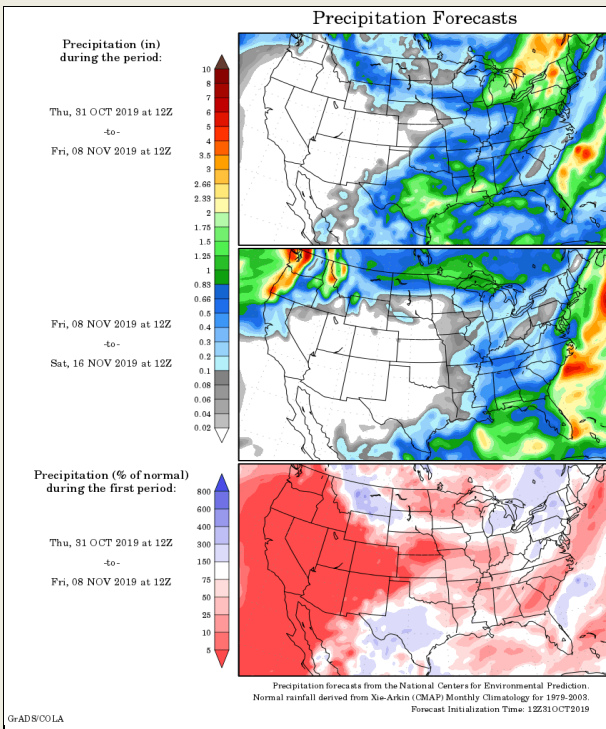 Precipitation Forecasts
Precipitation (in)
during the period:
Thu, 31 OCT 2019 at 12Z
-to-
Fri, 08 NOV 2019 at 12Z
10
8
7
6
5
4
3.5
3
2.66
2.33
2
1.75
1.5
1.25
1
0.83
0.66
0.5
0.4
0.3
0.2
0.1
0.08
0.06
0.04
0.02
Fri, 08 NOV 2019 at 12Z
-to-
Sat, 16 NOV 2019 at 12Z
Precipitation (% of normal)
during the first period:
Thu, 31 OCT 2019 at 12Z
-to-
Fri, 08 NOV 2019 at 12Z
800
600
400
300
150
75
50
25
10
5
Precipitation forecasts from the National Centers for Environmental Prediction.
Normal rainfall derived from Xie-Arkin (CMAP) Monthly Climatology for 1979-2003.
Forecast Initialization Time: 12Z31OCT2019
GrADS/COLA